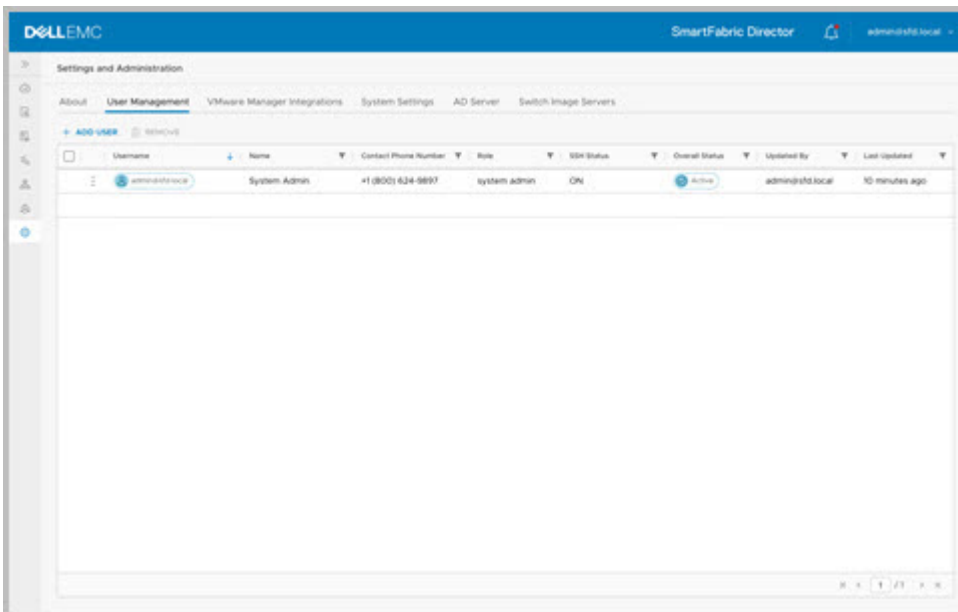 DELLEMC SmartFabric Director admin@sfd.local
Settings and Administration
About User Management VMware Manager Integrations System Settings AD Server Switch Image Servers
+ ADD USER REMOVE
Username Name Contact Phone Number Role SSH Status Overall Status Updated By Last Updated
admin@sfd.local System Admin +1 (800) 624-9897 system admin ON Active admin@sfd.local 10 minutes ago
1 / 1